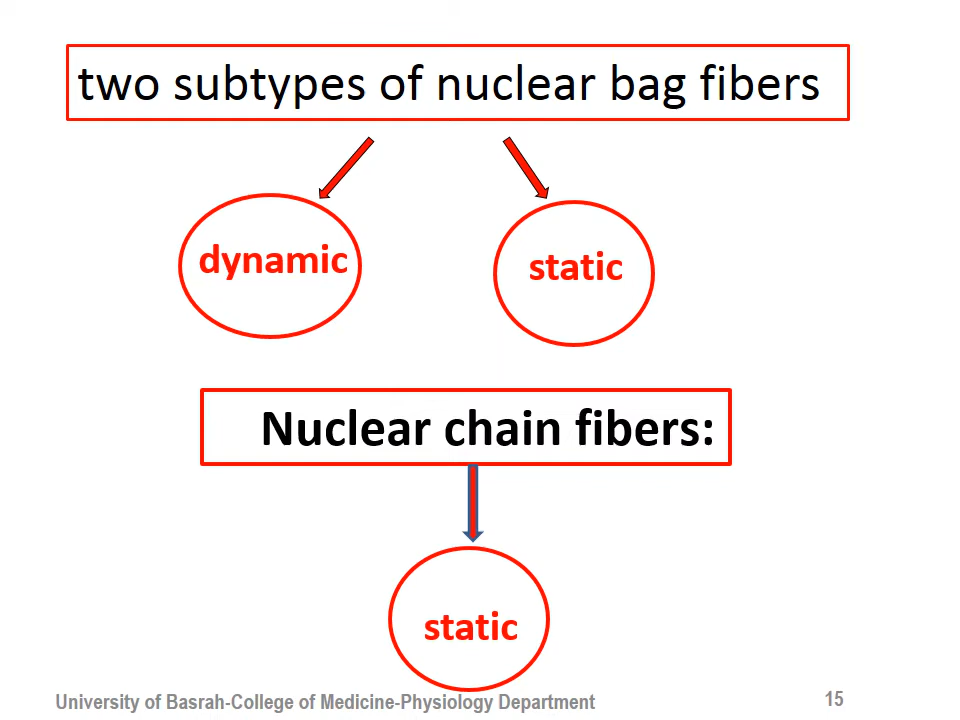 two subtypes of nuclear bag fibers
dynamic
static
Nuclear chain fibers:
static
University of Basrah-College of Medicine-Physiology Department
15